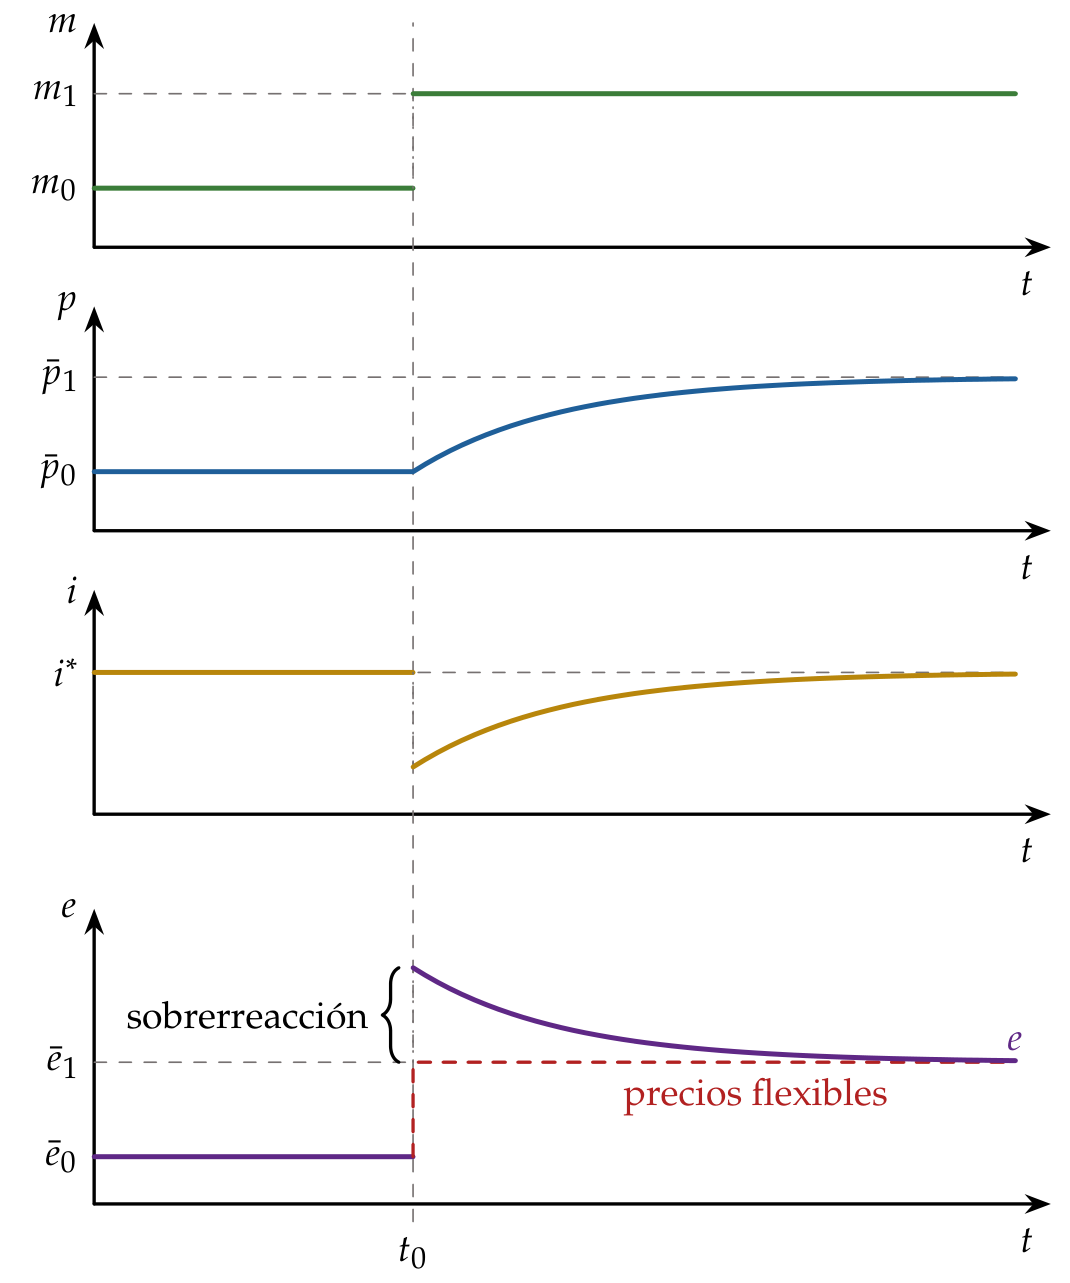 m
m₁
m₀
t
p
p̄₁
p̄₀
t
i
i*
t
e
sobrerreacción
e
ē₁
precios flexibles
ē₀
t₀
t